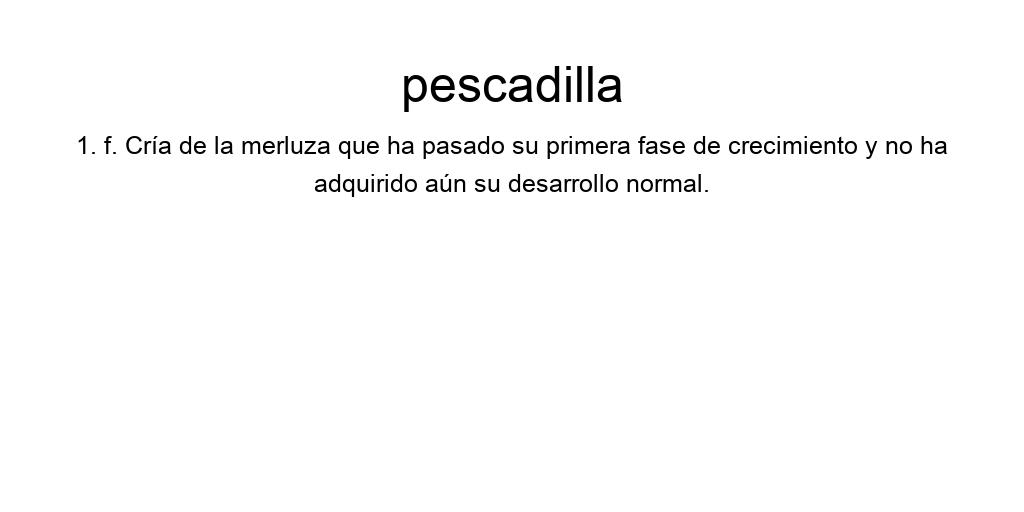 pescadilla
1. f. Cría de la merluza que ha pasado su primera fase de crecimiento y no ha
adquirido aún su desarrollo normal.